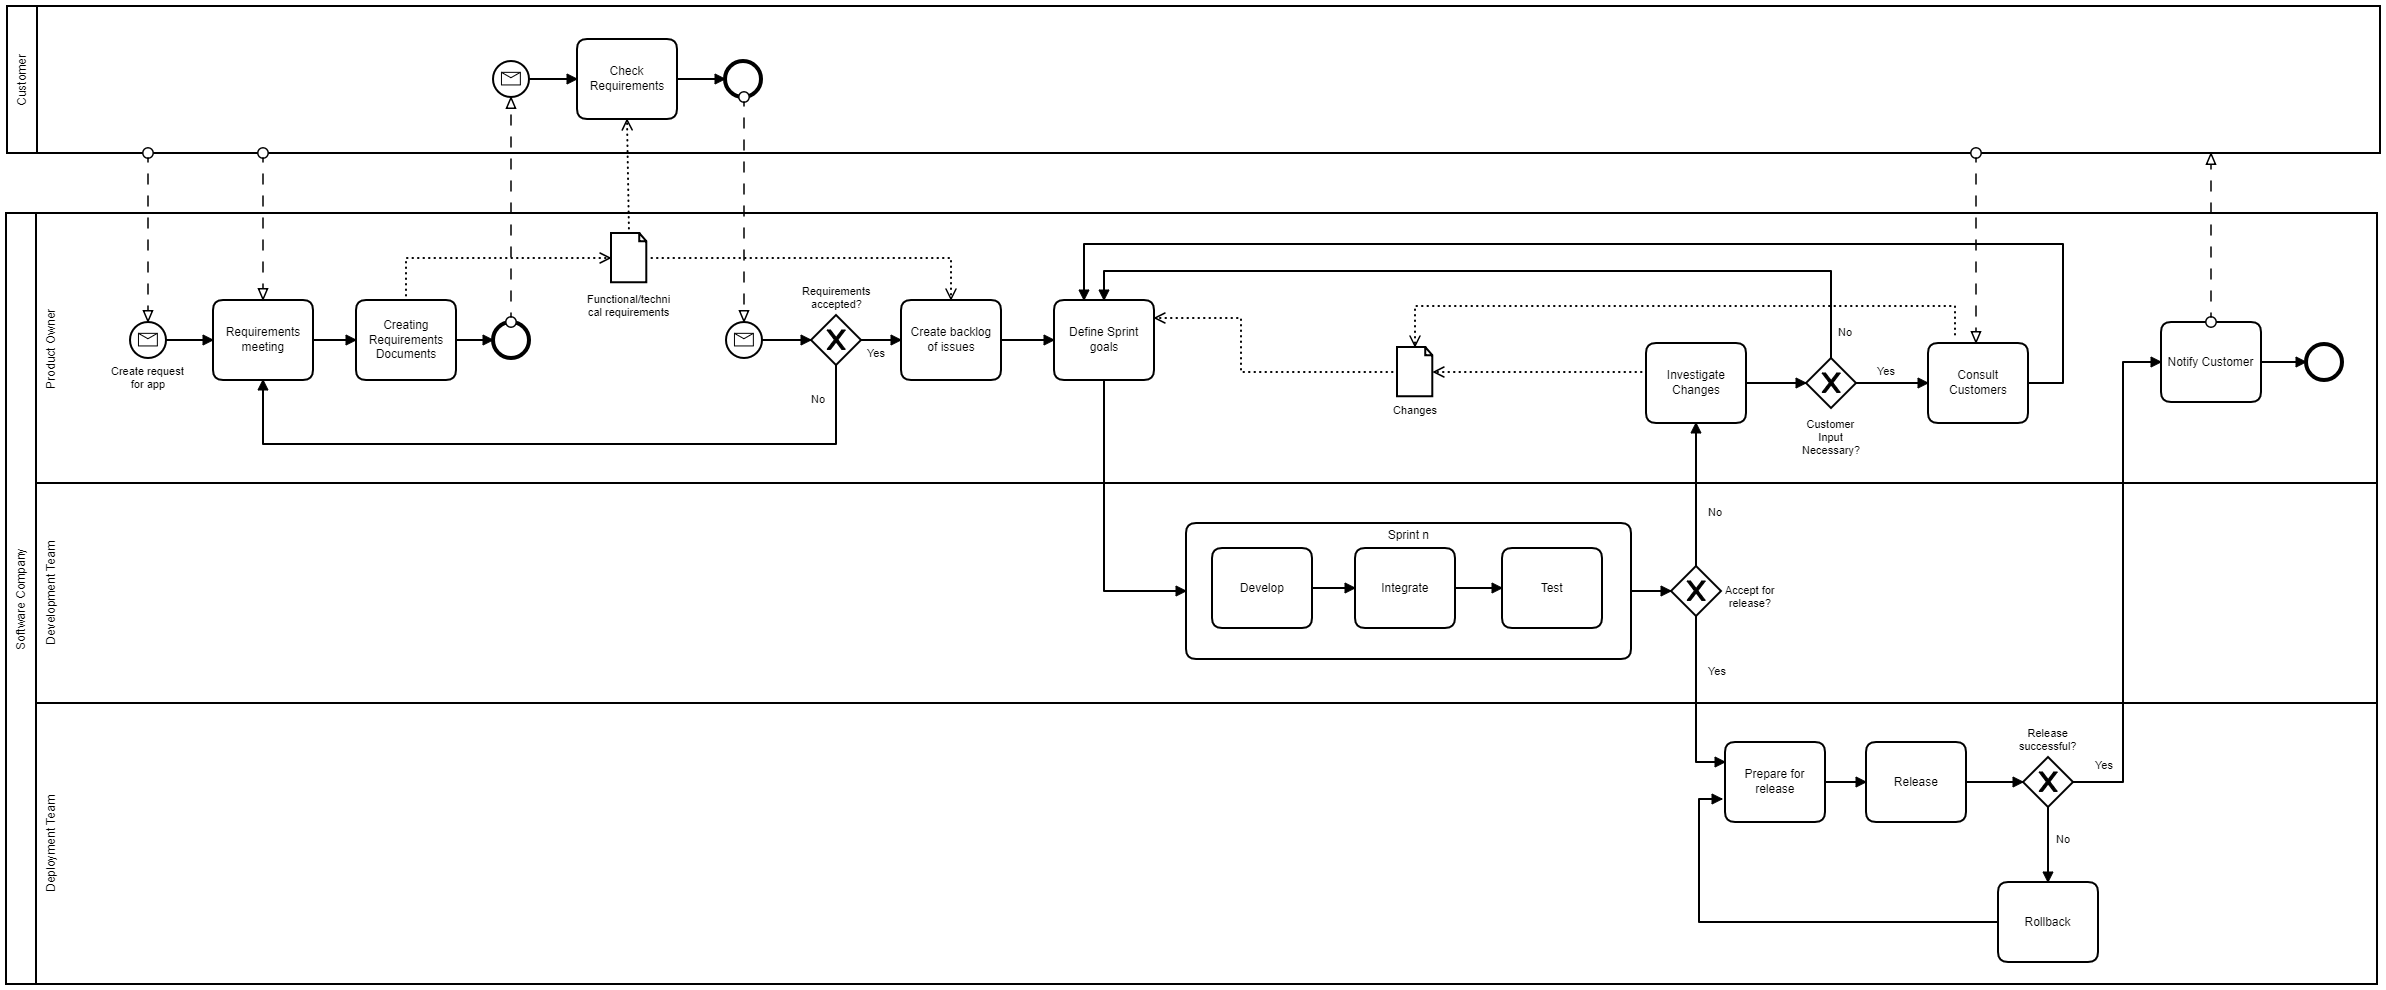 Customer
Check
Requirements
Software Company
Product Owner
Create request
for app
Requirements
meeting
Creating
Requirements
Documents
Functional/techni
cal requirements
Requirements
accepted?
Yes
No
Create backlog
of issues
Define Sprint
goals
Changes
Investigate
Changes
No
Yes
Customer
Input
Necessary?
Consult
Customers
Notify Customer
Development Team
Sprint n
Develop
Integrate
Test
No
Accept for
release?
Yes
Deployment Team
Prepare for
release
Release
Release
successful?
Yes
No
Rollback